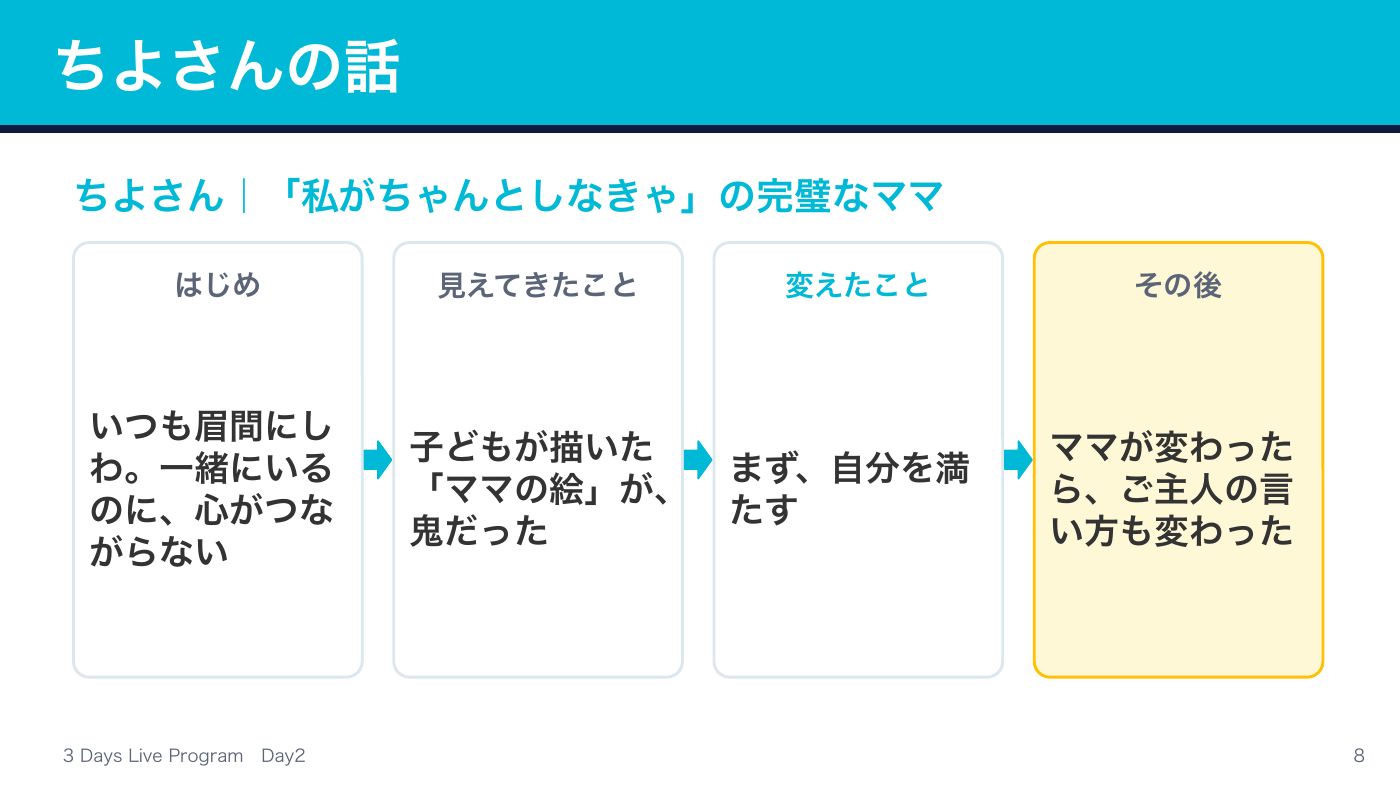 ちよさんの話
ちよさん｜「私がちゃんとしなきゃ」の完璧なママ
はじめ
いつも眉間にし
わ。一緒にいる
のに、心がつな
がらない
見えてきたこと
子どもが描いた
「ママの絵」が、
鬼だった
変えたこと
まず、自分を満
たす
その後
ママが変わった
ら、ご主人の言
い方も変わった
3 Days Live Program　Day2
8